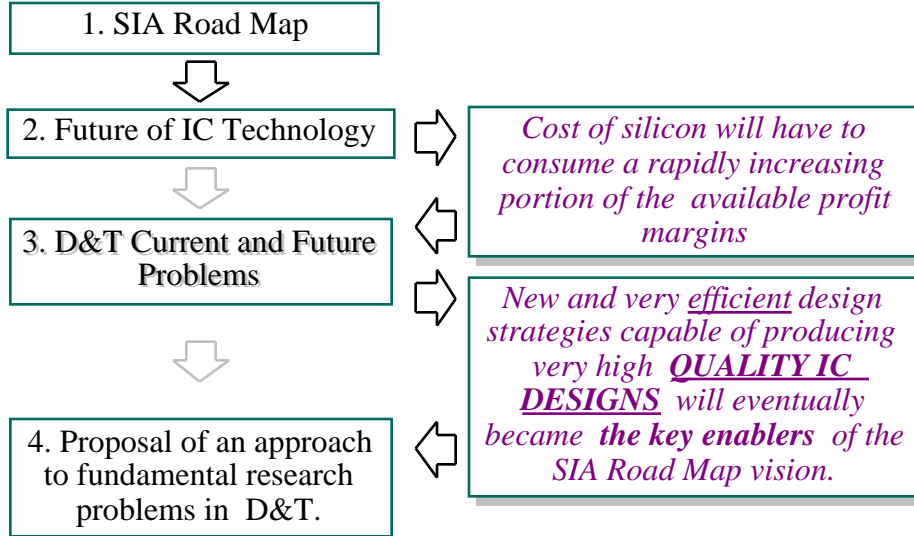 1. SIA Road Map
2. Future of IC Technology
Cost of silicon will have to
consume a rapidly increasing
portion of the available profit
margins
3. D&T Current and Future
Problems
New and very efficient design
strategies capable of producing
very high QUALITY IC
DESIGNS will eventually
became the key enablers of the
SIA Road Map vision.
4. Proposal of an approach
to fundamental research
problems in D&T.